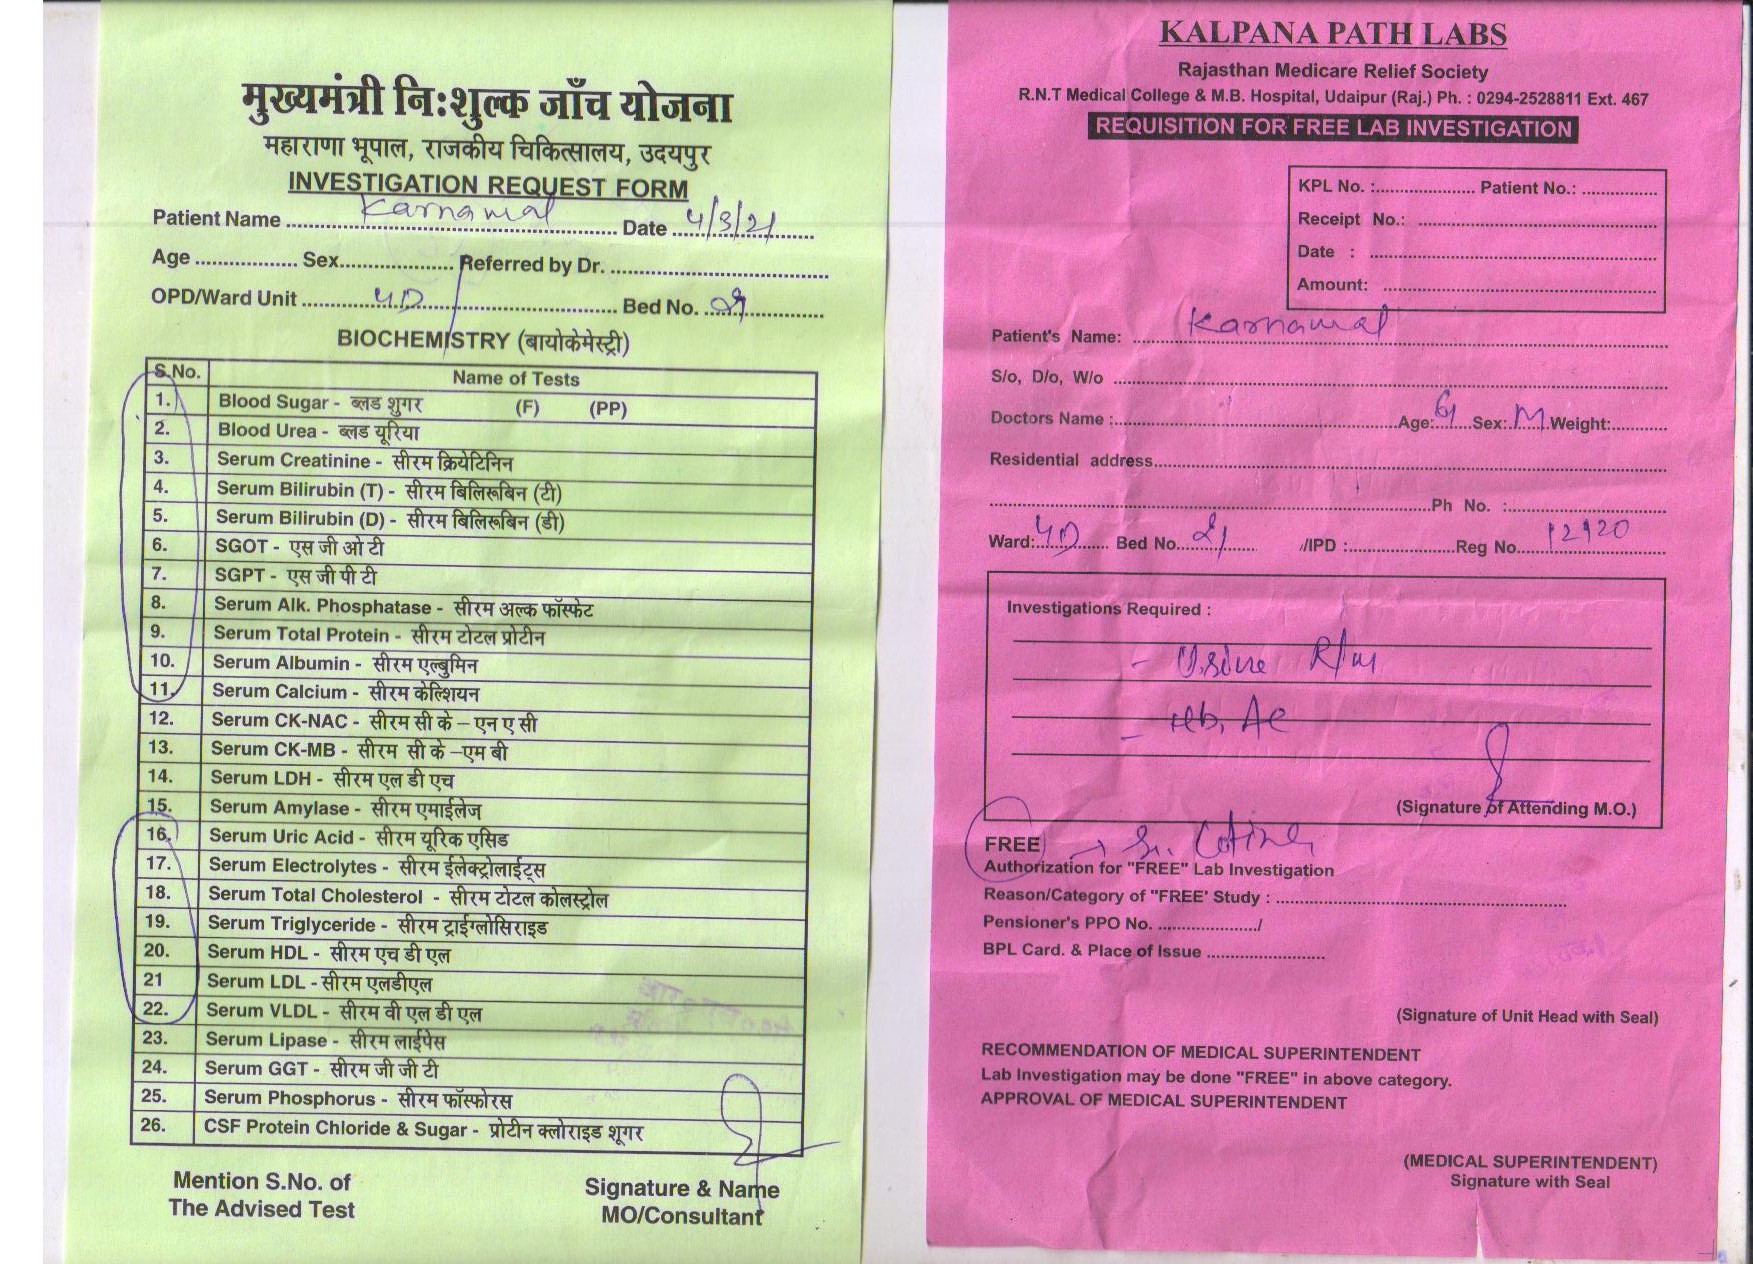 मुख्यमंत्री निःशुल्क जाँच योजना
महाराणा भूपाल, राजकीय चिकित्सालय, उदयपुर
INVESTIGATION REQUEST FORM
Patient Name Karnamal Date 4/3/21
Age Sex Referred by Dr.
OPD/Ward Unit 4D Bed No. 21
BIOCHEMISTRY (बायोकेमेस्ट्री)
S.No. Name of Tests
1. Blood Sugar - ब्लड शुगर (F) (PP)
2. Blood Urea - ब्लड यूरिया
3. Serum Creatinine - सीरम क्रियेटिनिन
4. Serum Bilirubin (T) - सीरम बिलिरूबिन (टी)
5. Serum Bilirubin (D) - सीरम बिलिरूबिन (डी)
6. SGOT - एस जी ओ टी
7. SGPT - एस जी पी टी
8. Serum Alk. Phosphatase - सीरम अल्क फॉस्फेट
9. Serum Total Protein - सीरम टोटल प्रोटीन
10. Serum Albumin - सीरम एल्बुमिन
11. Serum Calcium - सीरम केल्शियन
12. Serum CK-NAC - सीरम सी के – एन ए सी
13. Serum CK-MB - सीरम सी के –एम बी
14. Serum LDH - सीरम एल डी एच
15. Serum Amylase - सीरम एमाईलेज्
16. Serum Uric Acid - सीरम यूरिक एसिड
17. Serum Electrolytes - सीरम ईलेक्ट्रोलाईट्स
18. Serum Total Cholesterol - सीरम टोटल कोलस्ट्रोल
19. Serum Triglyceride - सीरम ट्राईग्लोसिराइड
20. Serum HDL - सीरम एच डी एल
21 Serum LDL - सीरम एलडीएल
22. Serum VLDL - सीरम वी एल डी एल
23. Serum Lipase - सीरम लाईपेस
24. Serum GGT - सीरम जी जी टी
25. Serum Phosphorus - सीरम फॉस्फोरस
26. CSF Protein Chloride & Sugar - प्रोटीन क्लोराइड शूगर
Mention S.No. of
The Advised Test
Signature & Name
MO/Consultant
KALPANA PATH LABS
Rajasthan Medicare Relief Society
R.N.T Medical College & M.B. Hospital, Udaipur (Raj.) Ph. : 0294-2528811 Ext. 467
REQUISITION FOR FREE LAB INVESTIGATION
KPL No. : Patient No.:
Receipt No.:
Date :
Amount:
Patient's Name: Karnamal
S/o, D/o, W/o
Doctors Name : Age: 61 Sex: M Weight:
Residential address
Ph No. :
Ward: 4D Bed No. 21 /IPD : Reg No. 12120
Investigations Required :
- Urine R/m
- Hb, Ac
(Signature of Attending M.O.)
FREE → Sr.
Authorization for "FREE" Lab Investigation
Reason/Category of "FREE' Study :
Pensioner's PPO No. /
BPL Card. & Place of Issue
(Signature of Unit Head with Seal)
RECOMMENDATION OF MEDICAL SUPERINTENDENT
Lab Investigation may be done "FREE" in above category.
APPROVAL OF MEDICAL SUPERINTENDENT
(MEDICAL SUPERINTENDENT)
Signature with Seal